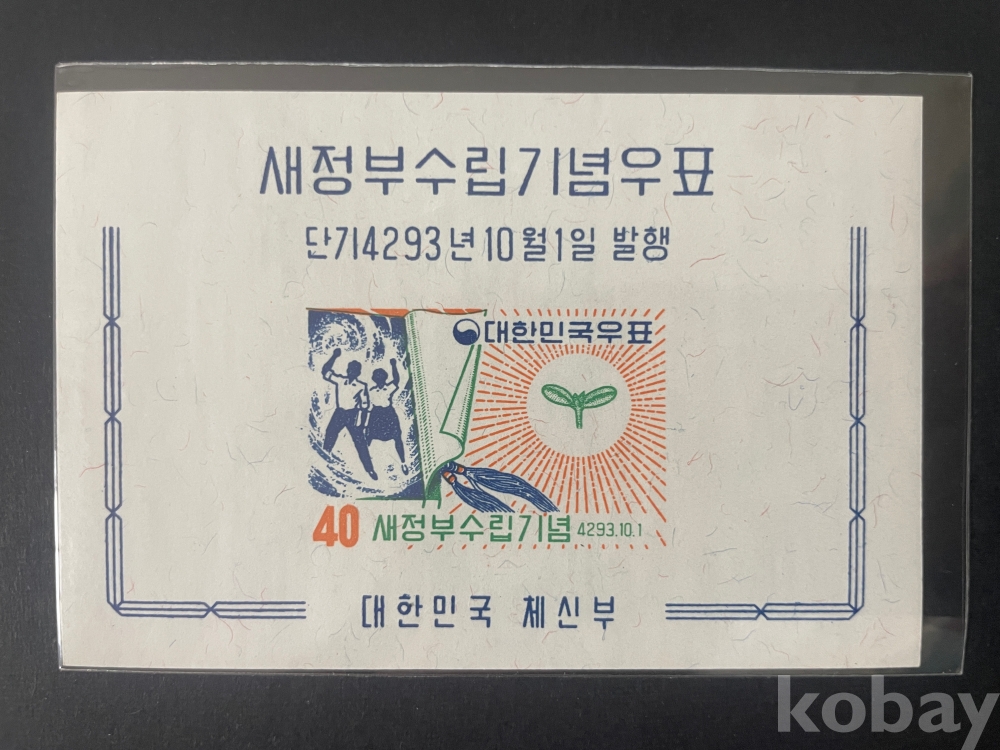 새정부수립기념우표
단기4293년10월1일 발행
대한민국우표
40 새정부수립기념 4293.10.1
대한민국 체신부
kobay